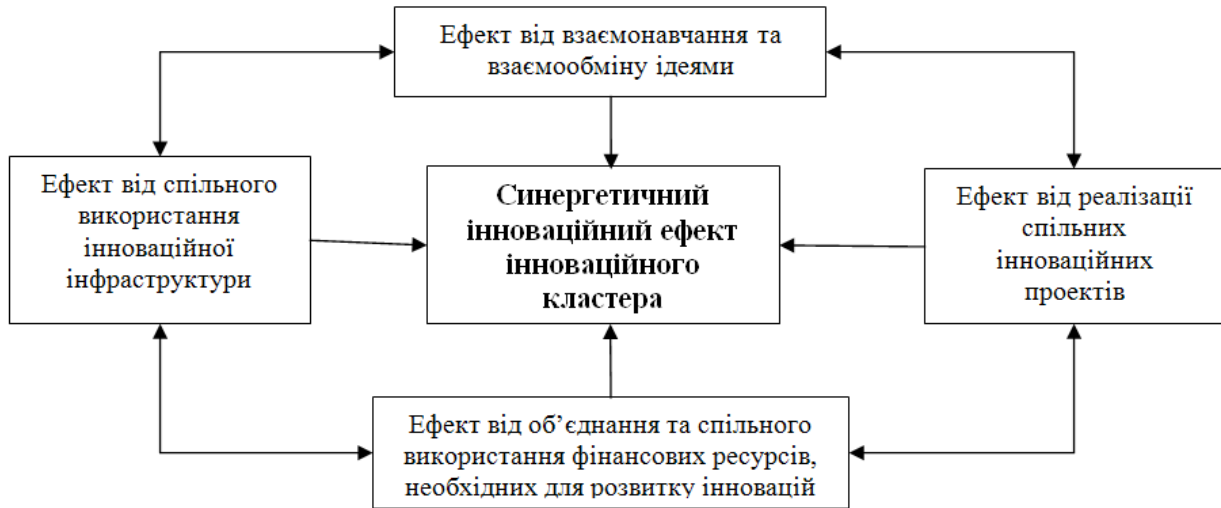 Ефект від взаємонавчання та
взаємообміну ідеями
Ефект від спільного
використання
інноваційної
інфраструктури
Синергетичний
інноваційний ефект
інноваційного
кластера
Ефект від реалізації
спільних
інноваційних
проектів
Ефект від об’єднання та спільного
використання фінансових ресурсів,
необхідних для розвитку інновацій